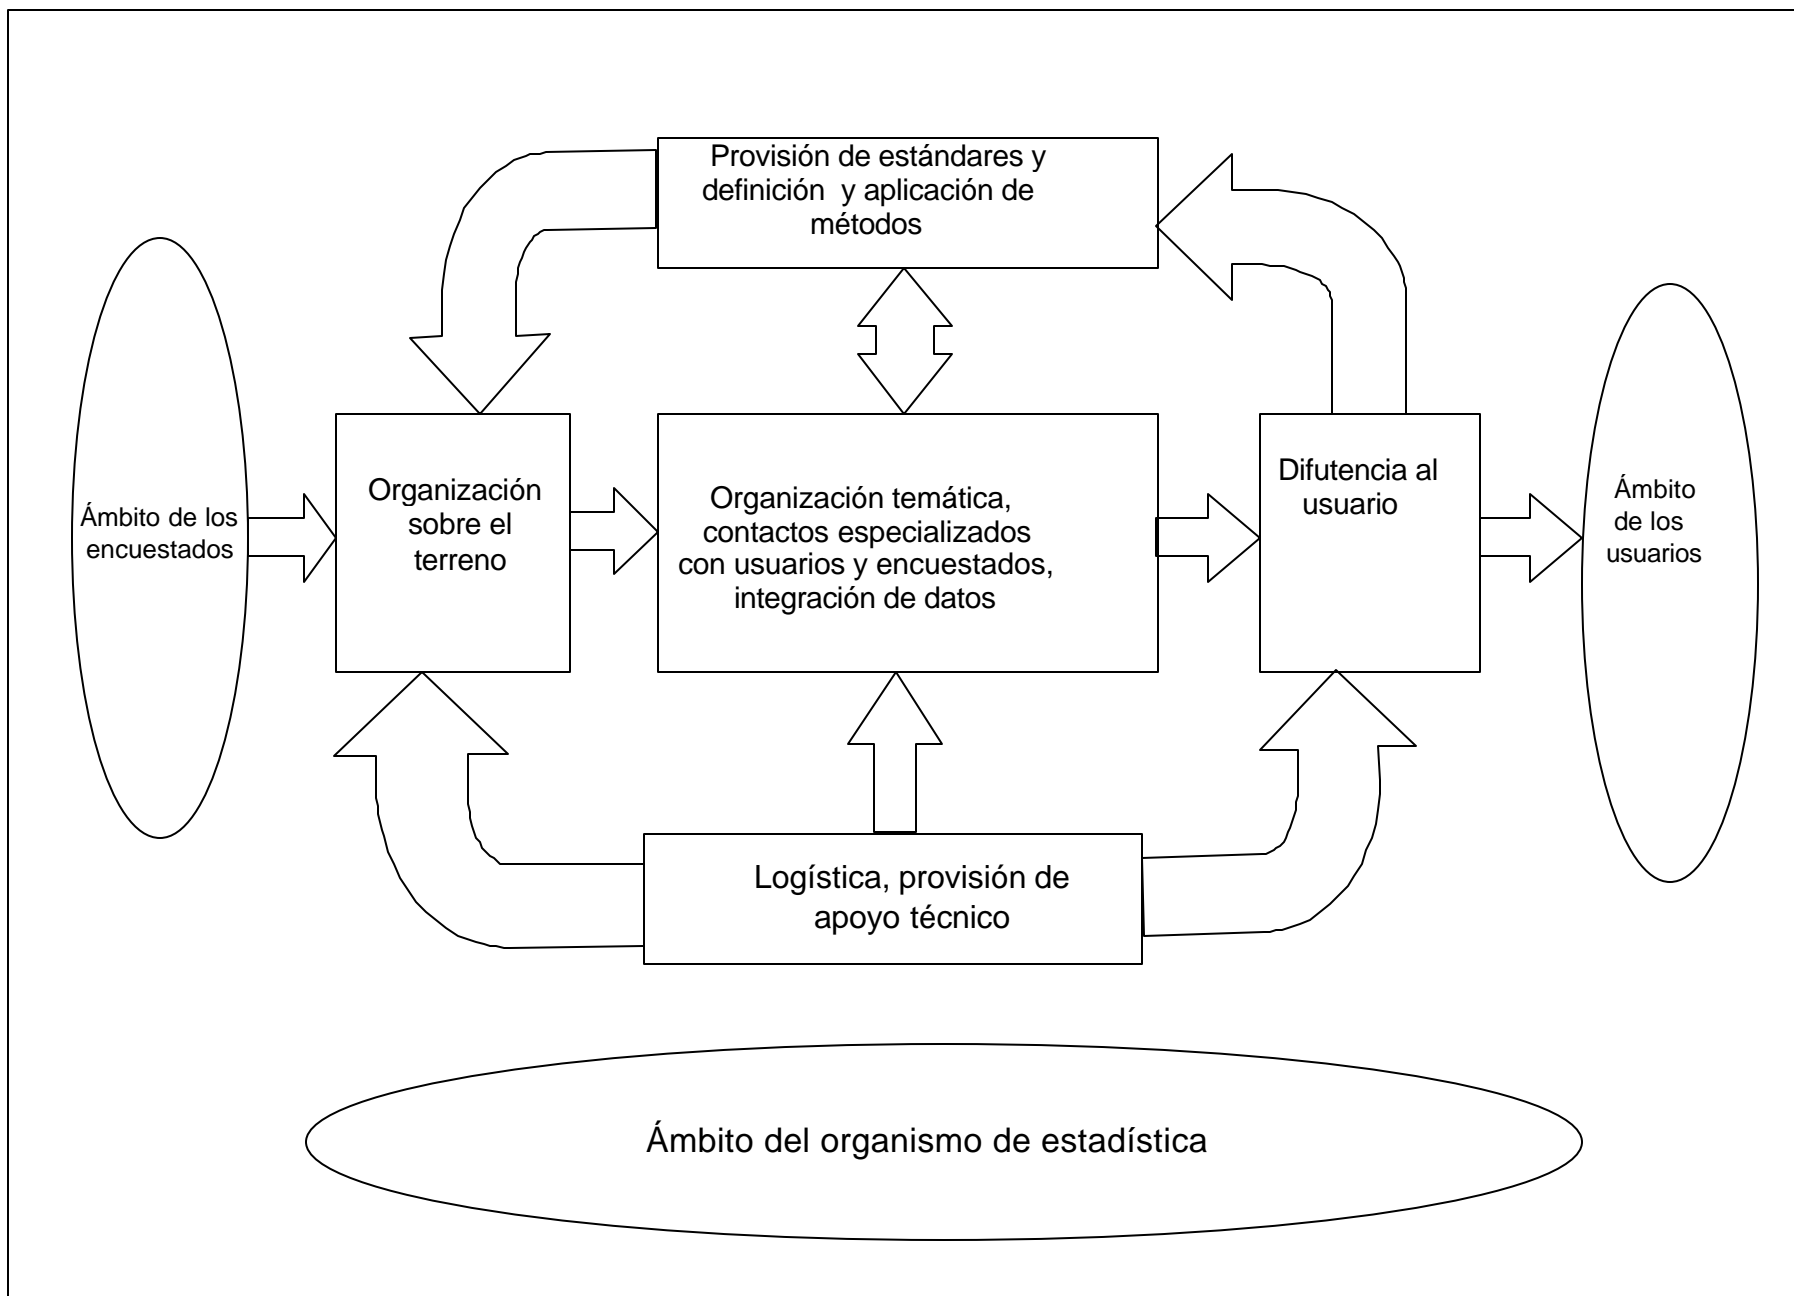 Provisión de estándares y
definición y aplicación de
métodos
Ámbito de los
encuestados
Organización
sobre el
terreno
Organización temática,
contactos especializados
con usuarios y encuestados,
integración de datos
Difutencia al
usuario
Ámbito
de los
usuarios
Logística, provisión de
apoyo técnico
Ámbito del organismo de estadística